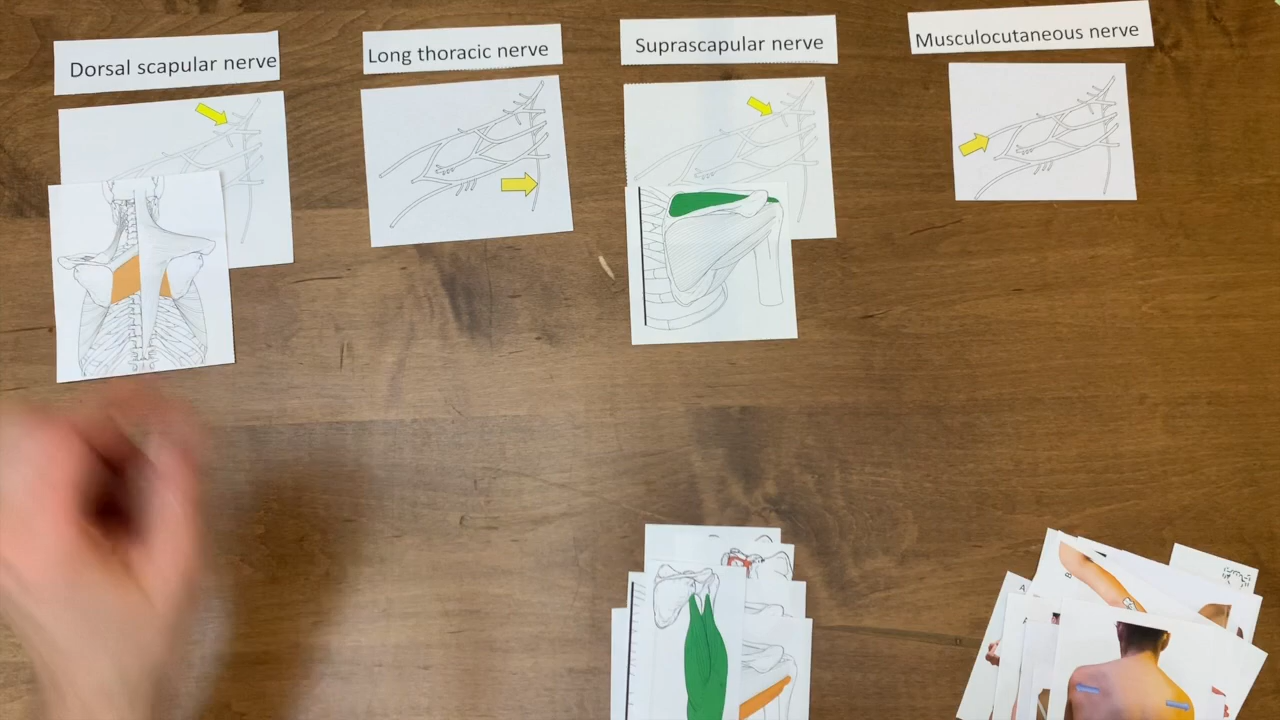 Dorsal scapular nerve
Long thoracic nerve
Suprascapular nerve
Musculocutaneous nerve
B
A